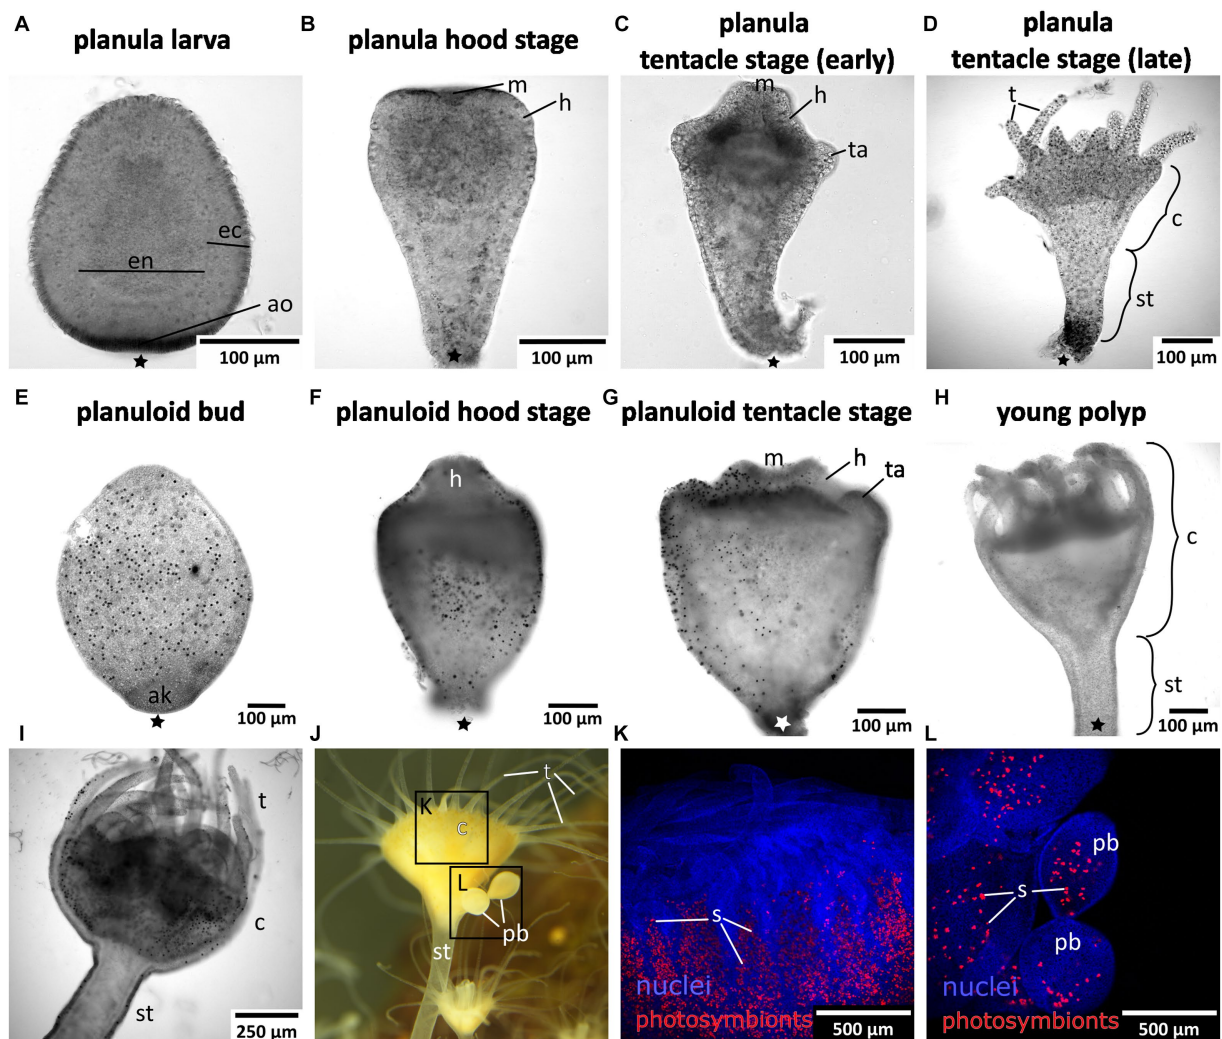 A
planula larva
ec
en
ao
100 µm
B
planula hood stage
m
h
100 µm
C
planula
tentacle stage (early)
m
h
ta
100 µm
D
planula
tentacle stage (late)
t
c
st
100 µm
E
planuloid bud
ak
100 µm
F
planuloid hood stage
h
100 µm
G
planuloid tentacle stage
m
h
ta
100 µm
H
young polyp
c
st
100 µm
I
t
c
st
250 µm
J
t
K
c
L
pb
st
K
s
nuclei
photosymbionts
500 µm
L
pb
s
pb
nuclei
photosymbionts
500 µm